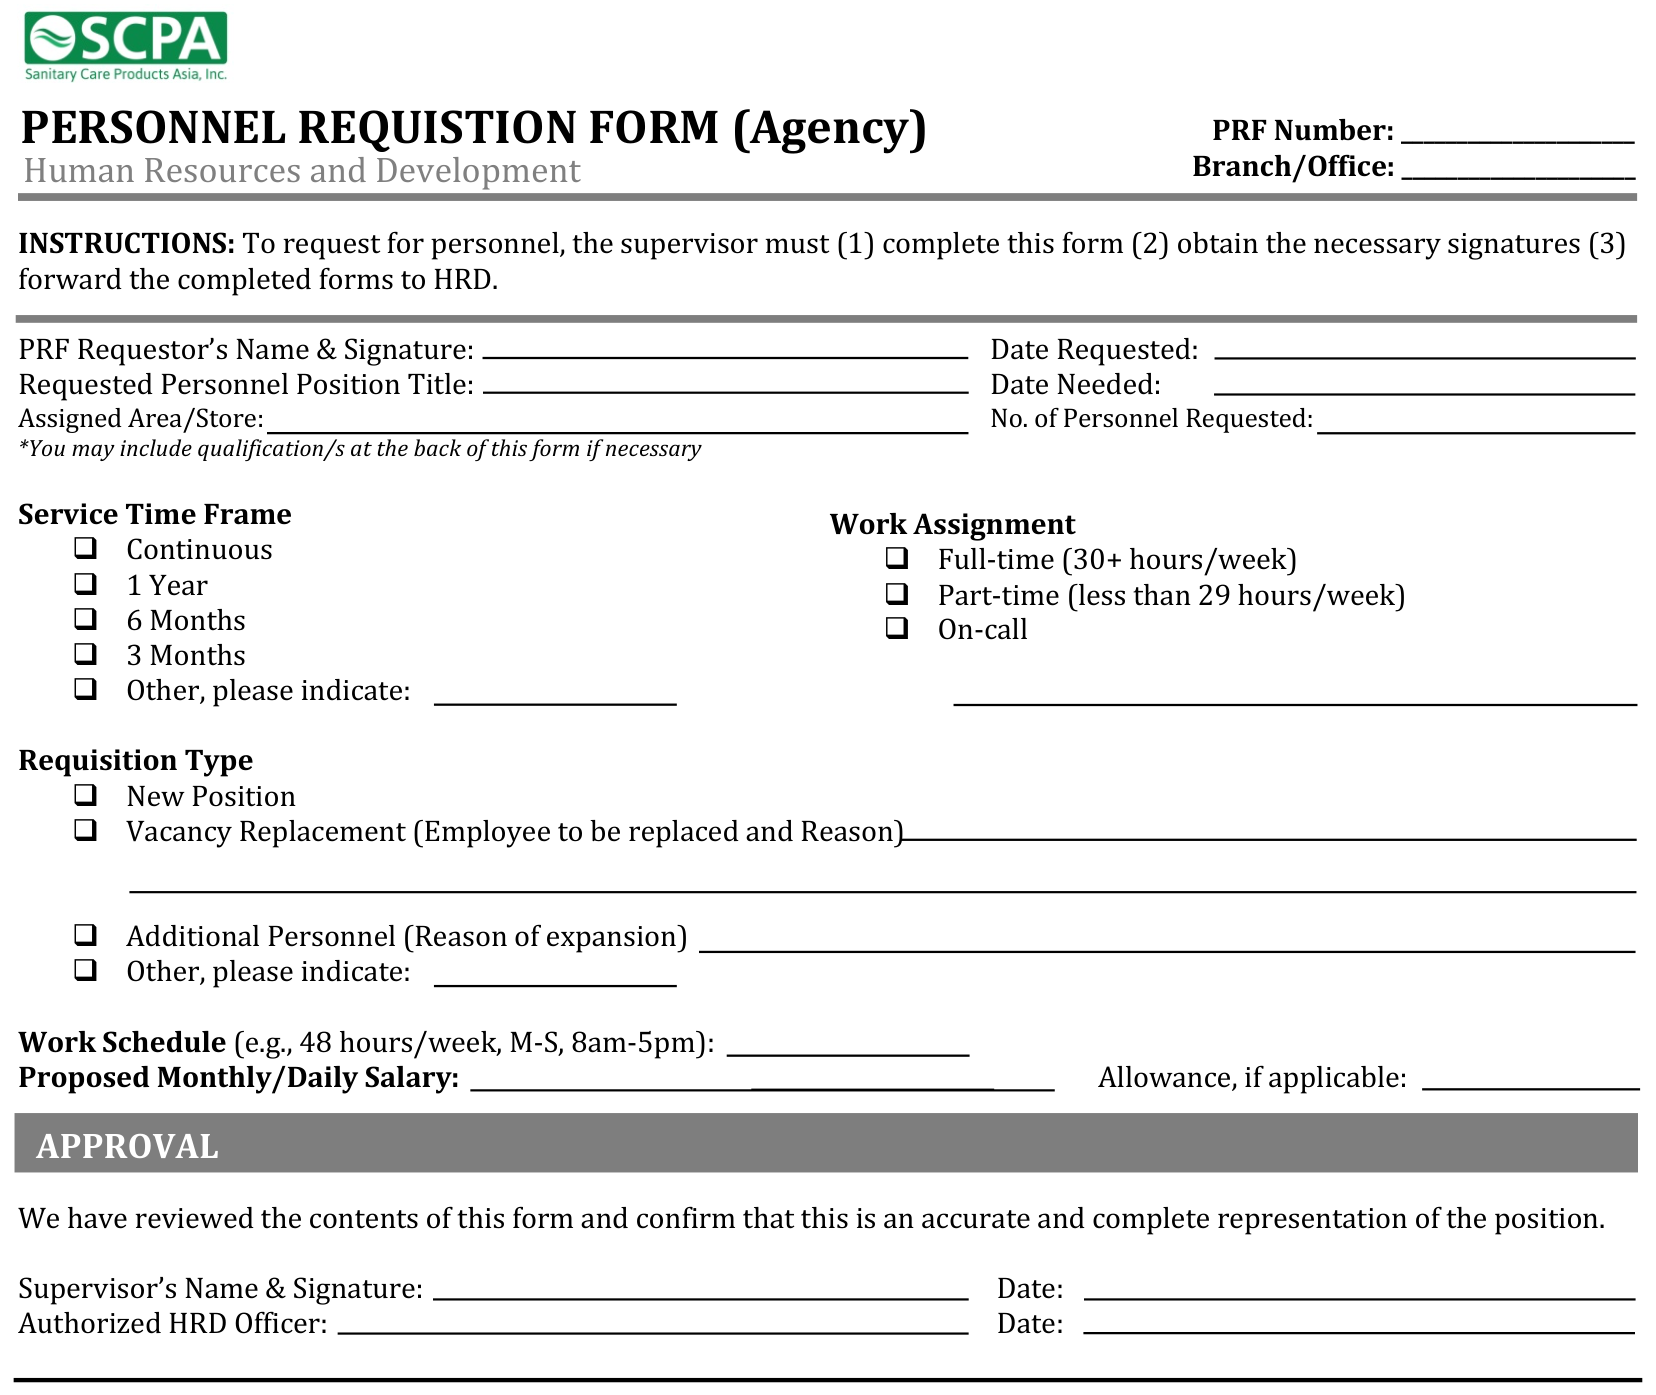 SCPA
Sanitary Care Products Asia, Inc.
PERSONNEL REQUISTION FORM (Agency)
Human Resources and Development
PRF Number: ____________________
Branch/Office: ____________________
INSTRUCTIONS: To request for personnel, the supervisor must (1) complete this form (2) obtain the necessary signatures (3)
forward the completed forms to HRD.
PRF Requestor’s Name & Signature: Date Requested:
Requested Personnel Position Title: Date Needed:
Assigned Area/Store: No. of Personnel Requested:
*You may include qualification/s at the back of this form if necessary
Service Time Frame
❏ Continuous
❏ 1 Year
❏ 6 Months
❏ 3 Months
❏ Other, please indicate:
Work Assignment
❏ Full-time (30+ hours/week)
❏ Part-time (less than 29 hours/week)
❏ On-call
Requisition Type
❏ New Position
❏ Vacancy Replacement (Employee to be replaced and Reason)
❏ Additional Personnel (Reason of expansion)
❏ Other, please indicate:
Work Schedule (e.g., 48 hours/week, M-S, 8am-5pm):
Proposed Monthly/Daily Salary: Allowance, if applicable:
APPROVAL
We have reviewed the contents of this form and confirm that this is an accurate and complete representation of the position.
Supervisor’s Name & Signature: Date:
Authorized HRD Officer: Date: